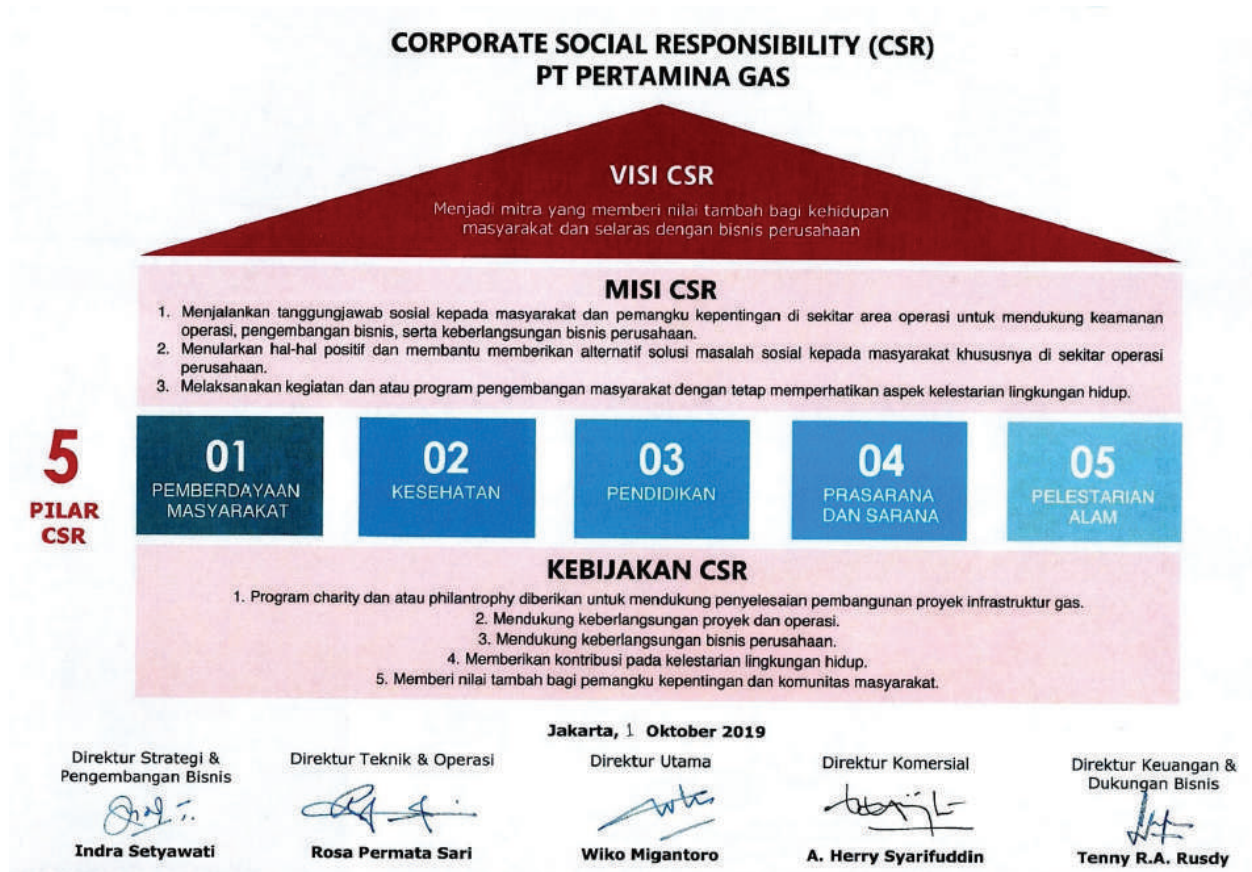 CORPORATE SOCIAL RESPONSIBILITY (CSR)
PT PERTAMINA GAS
VISI CSR
Menjadi mitra yang memberi nilai tambah bagi kehidupan
masyarakat dan selaras dengan bisnis perusahaan
MISI CSR
1. Menjalankan tanggungjawab sosial kepada masyarakat dan pemangku kepentingan di sekitar area operasi untuk mendukung keamanan
operasi, pengembangan bisnis, serta keberlangsungan bisnis perusahaan.
2. Menularkan hal-hal positif dan membantu memberikan alternatif solusi masalah sosial kepada masyarakat khususnya di sekitar operasi
perusahaan.
3. Melaksanakan kegiatan dan atau program pengembangan masyarakat dengan tetap memperhatikan aspek kelestarian lingkungan hidup.
5
PILAR
CSR
01
PEMBERDAYAAN
MASYARAKAT
02
KESEHATAN
03
PENDIDIKAN
04
PRASARANA
DAN SARANA
05
PELESTARIAN
ALAM
KEBIJAKAN CSR
1. Program charity dan atau philantrophy diberikan untuk mendukung penyelesaian pembangunan proyek infrastruktur gas.
2. Mendukung keberlangsungan proyek dan operasi.
3. Mendukung keberlangsungan bisnis perusahaan.
4. Memberikan kontribusi pada kelestarian lingkungan hidup.
5. Memberi nilai tambah bagi pemangku kepentingan dan komunitas masyarakat.
Jakarta, 1 Oktober 2019
Direktur Strategi &
Pengembangan Bisnis
Indra Setyawati
Direktur Teknik & Operasi
Rosa Permata Sari
Direktur Utama
Wiko Migantoro
Direktur Komersial
A. Herry Syarifuddin
Direktur Keuangan &
Dukungan Bisnis
Tenny R.A. Rusdy